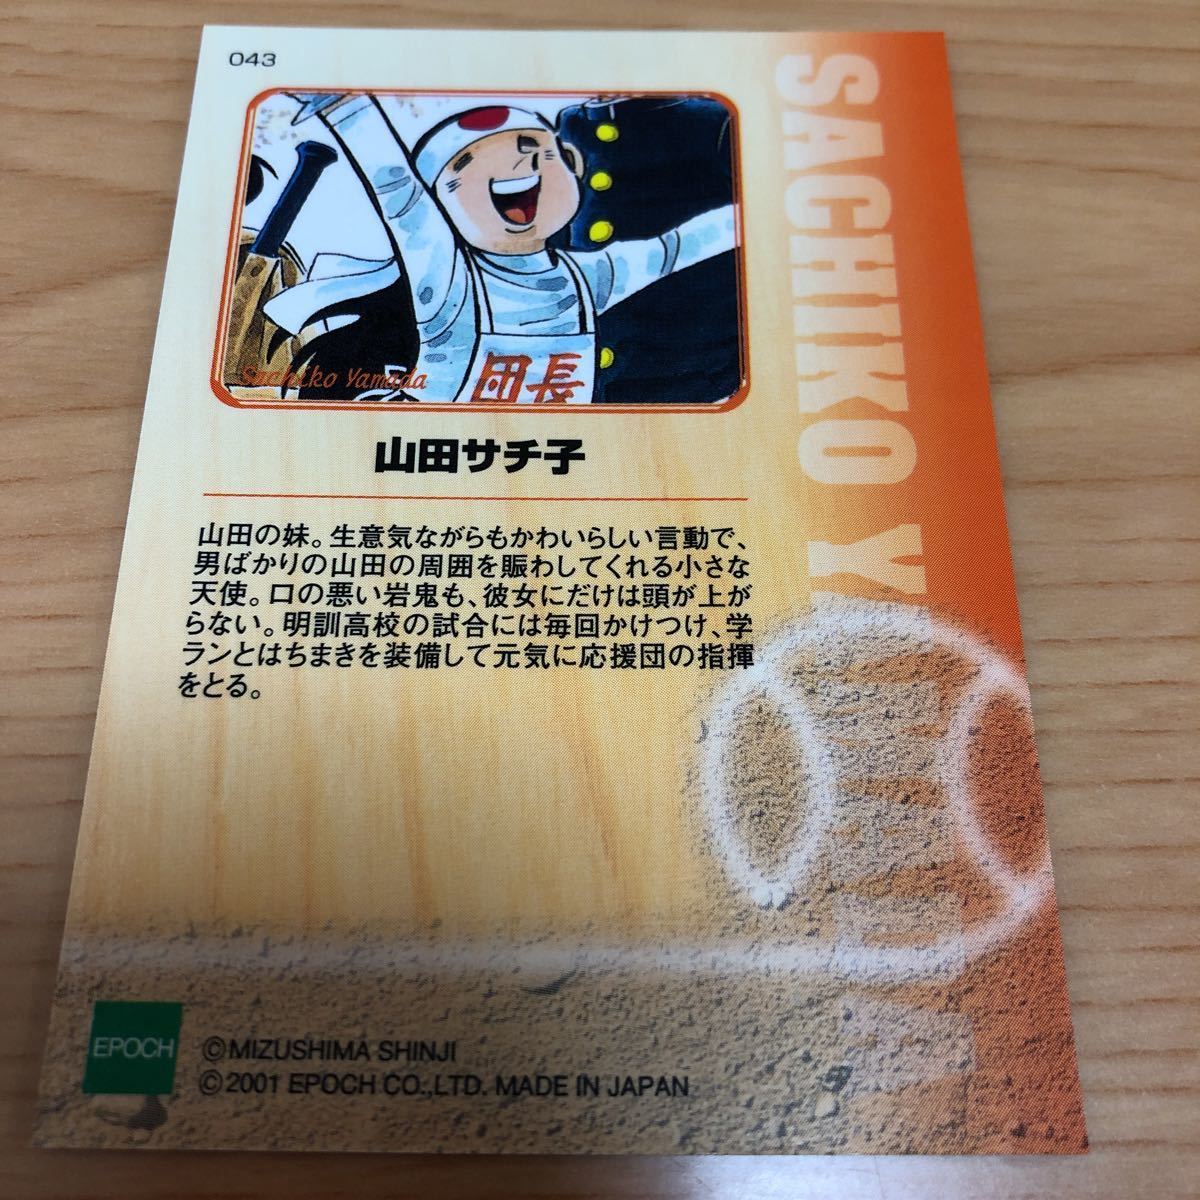 043
SACHIKO YAMADA
団長
Sachiko Yamada
山田サチ子
山田の妹。生意気ながらもかわいらしい言動で、
男ばかりの山田の周囲を賑わしてくれる小さな
天使。口の悪い岩鬼も、彼女にだけは頭が上が
らない。明訓高校の試合には毎回かけつけ、学
ランとはちまきを装備して元気に応援団の指揮
をとる。
EPOCH
©MIZUSHIMA SHINJI
©2001 EPOCH CO.,LTD. MADE IN JAPAN